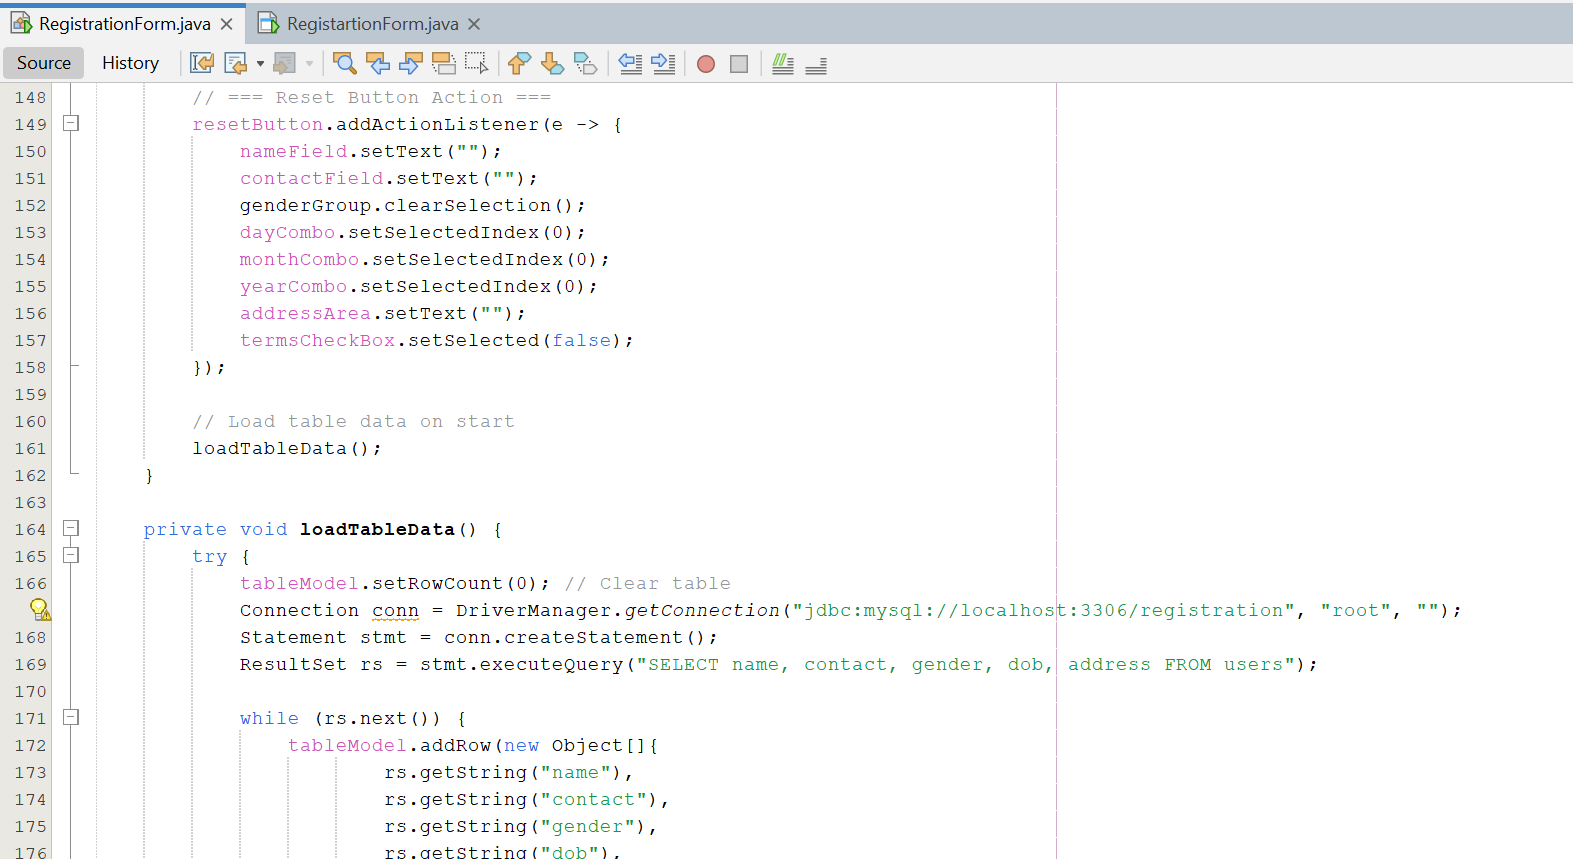 RegistrationForm.java RegistartionForm.java
Source History
148 // === Reset Button Action ===
149 resetButton.addActionListener(e -> {
150 nameField.setText("");
151 contactField.setText("");
152 genderGroup.clearSelection();
153 dayCombo.setSelectedIndex(0);
154 monthCombo.setSelectedIndex(0);
155 yearCombo.setSelectedIndex(0);
156 addressArea.setText("");
157 termsCheckBox.setSelected(false);
158 });
159
160 // Load table data on start
161 loadTableData();
162 }
163
164 private void loadTableData() {
165 try {
166 tableModel.setRowCount(0); // Clear table
Connection conn = DriverManager.getConnection("jdbc:mysql://localhost:3306/registration", "root", "");
168 Statement stmt = conn.createStatement();
169 ResultSet rs = stmt.executeQuery("SELECT name, contact, gender, dob, address FROM users");
170
171 while (rs.next()) {
172 tableModel.addRow(new Object[]{
173 rs.getString("name"),
174 rs.getString("contact"),
175 rs.getString("gender"),
176 rs.getString("dob"),